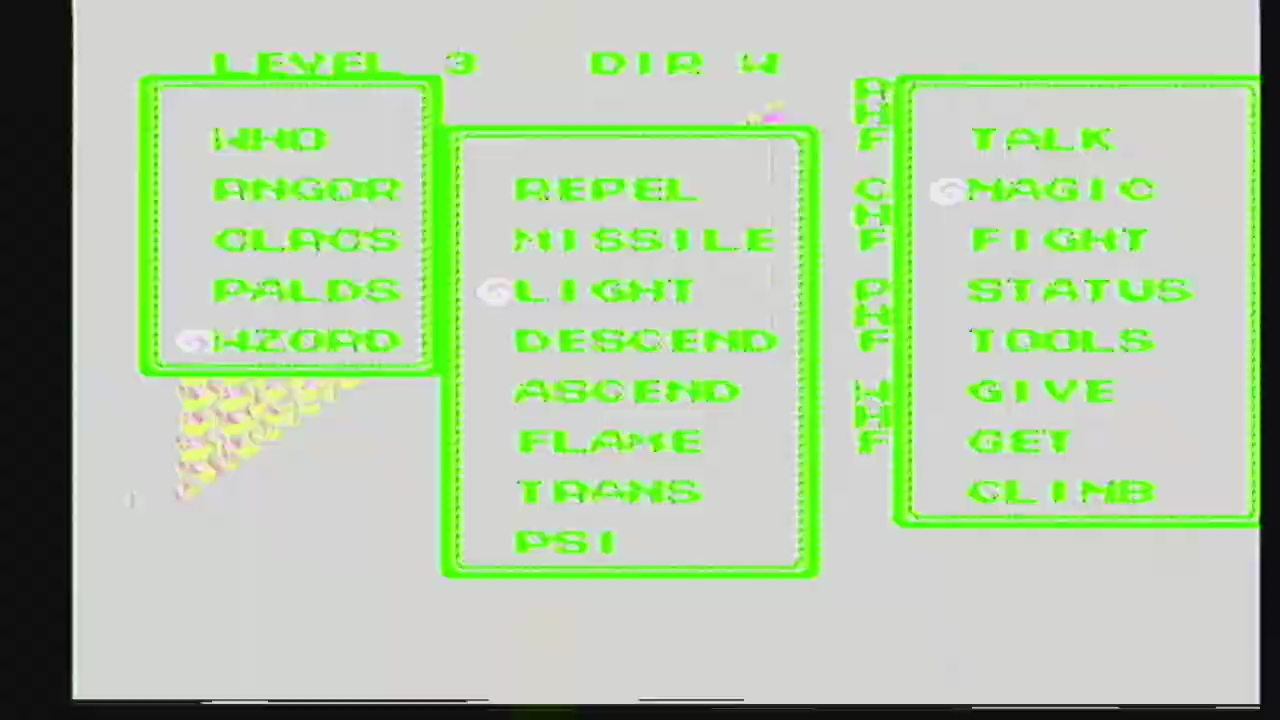 LEVEL 3 DIR W
WHO
ANGOR
CLACS
PALDS
WZORD
REPEL
MISSILE
LIGHT
DESCEND
ASCEND
FLAME
TRANS
PSI
TALK
MAGIC
FIGHT
STATUS
TOOLS
GIVE
GET
CLIMB